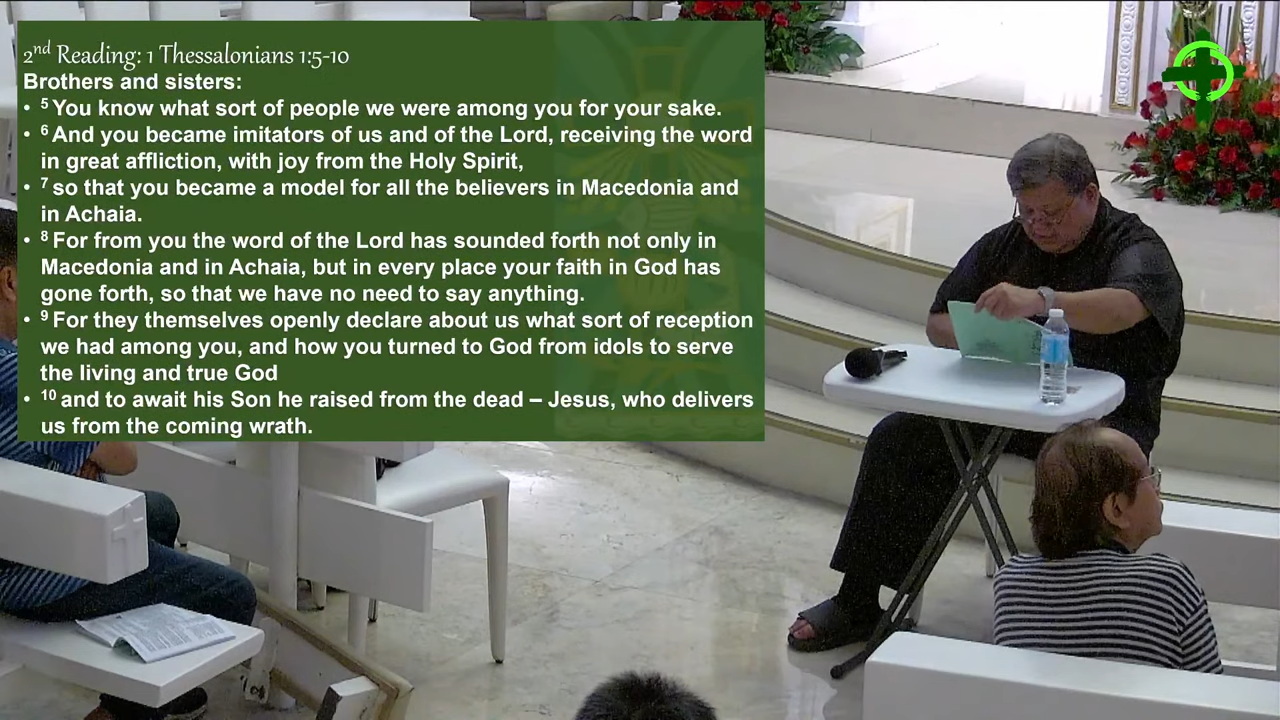 2nd Reading: 1 Thessalonians 1:5-10
Brothers and sisters:
• 5 You know what sort of people we were among you for your sake.
• 6 And you became imitators of us and of the Lord, receiving the word
in great affliction, with joy from the Holy Spirit,
• 7 so that you became a model for all the believers in Macedonia and
in Achaia.
• 8 For from you the word of the Lord has sounded forth not only in
Macedonia and in Achaia, but in every place your faith in God has
gone forth, so that we have no need to say anything.
• 9 For they themselves openly declare about us what sort of reception
we had among you, and how you turned to God from idols to serve
the living and true God
• 10 and to await his Son he raised from the dead – Jesus, who delivers
us from the coming wrath.